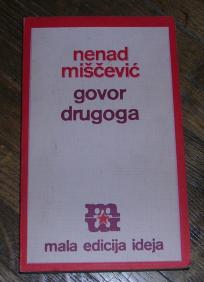 nenad
miščević
govor
drugoga
mala edicija ideja